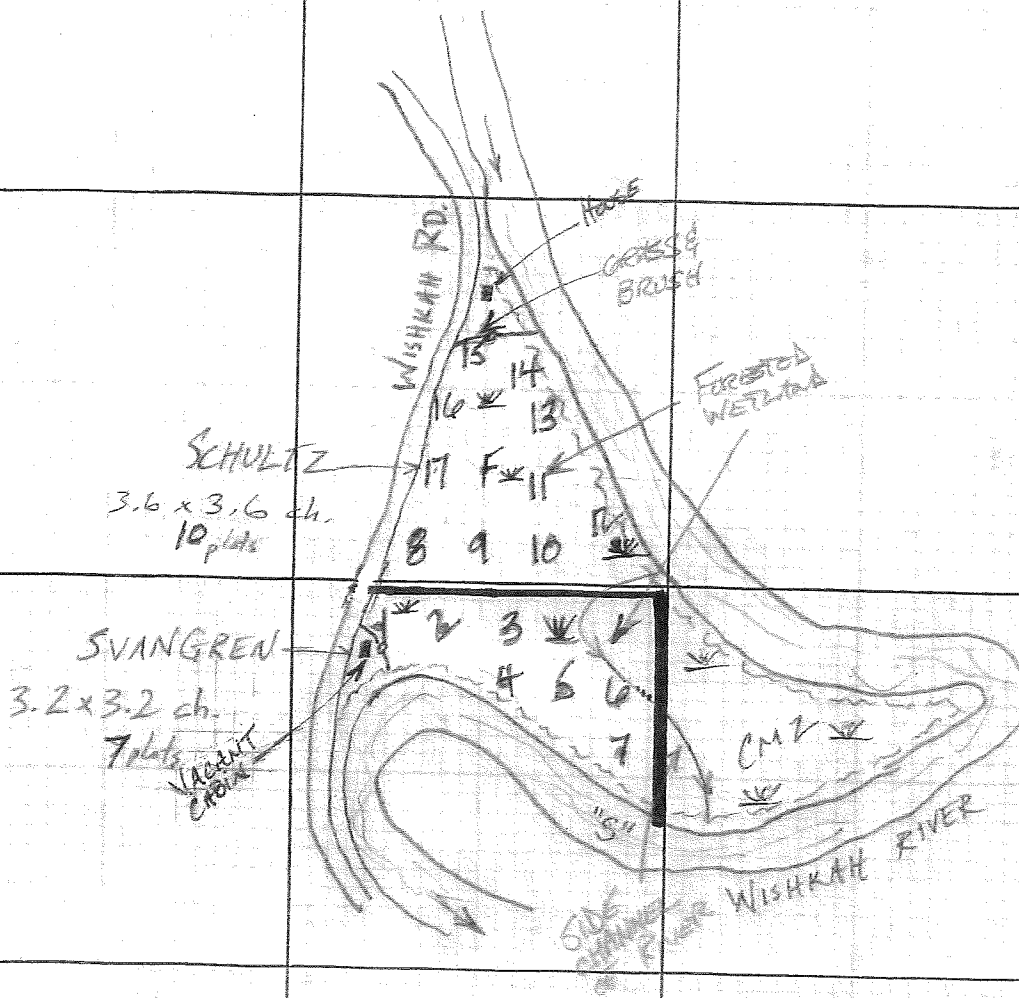 HOUSE
GRASS &
BRUSH
WISHKAH RD.
15
14
FORESTED
WETLAND
16
13
SCHULTZ
17 F 11
3.6 x 3.6 ch.
10 plots
12
8 9 10
SVANGREN
2 3 1
4 5 6
3.2 x 3.2 ch.
7 plots
7
VACANT
CABIN
CMZ
"S"
WISHKAH RIVER
SIDE
CHANNEL
RIVER